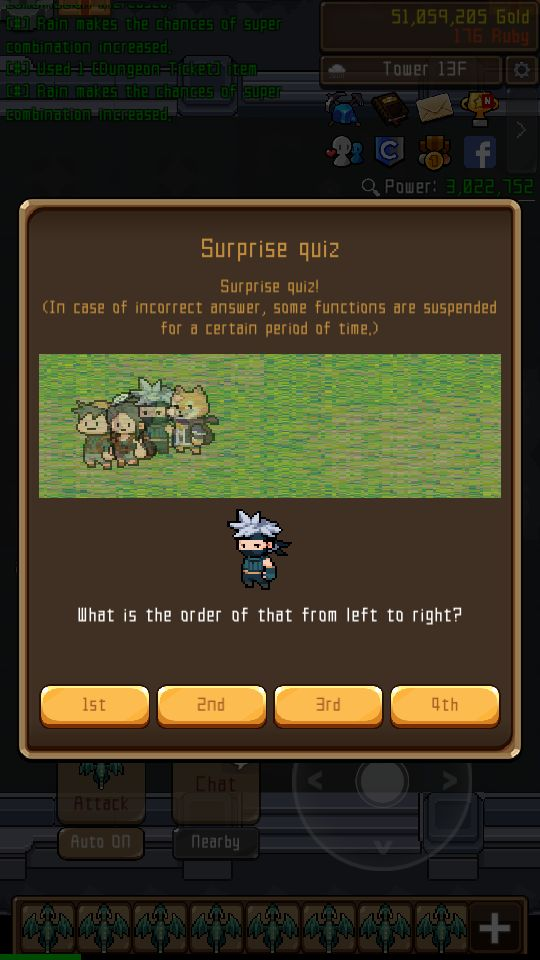 51,059,205 Gold
[#] Rain makes the chances of super
combination increased.
176 Ruby
[#] Used 1 [Dungeon Ticket] item
Tower 13F
[#] Rain makes the chances of super
combination increased.
N
C
f
Power: 3,022,752
Surprise quiz
Surprise quiz!
(In case of incorrect answer, some functions are suspended
for a certain period of time.)
What is the order of that from left to right?
1st
2nd
3rd
4th
Attack
Chat
Auto ON
Nearby